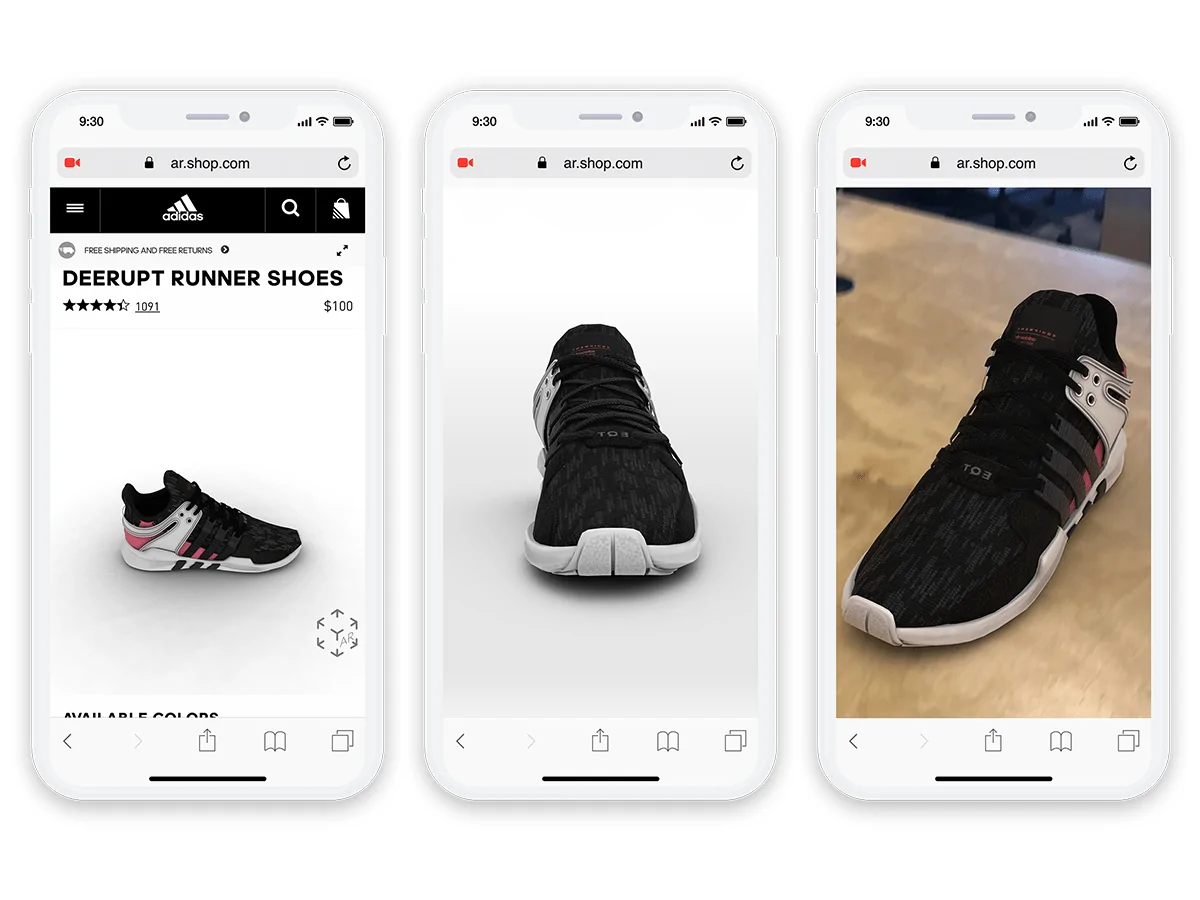 9:30
ar.shop.com
adidas
FREE SHIPPING AND FREE RETURNS
DEERUPT RUNNER SHOES
1091
$100
AR
AVAILABLE COLORS
9:30
ar.shop.com
EQT
9:30
ar.shop.com
EQT